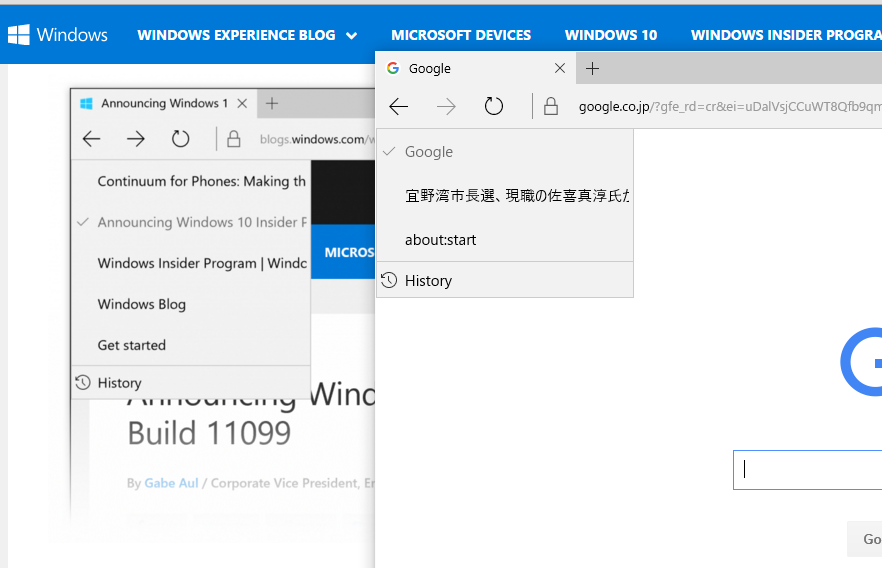 Windows WINDOWS EXPERIENCE BLOG MICROSOFT DEVICES WINDOWS 10 WINDOWS INSIDER PROGRA
Announcing Windows 1
blogs.windows.com/w
Continuum for Phones: Making th
Announcing Windows 10 Insider P
Windows Insider Program | Windo
Windows Blog
Get started
History
MICROS
Announcing Wind
Build 11099
By Gabe Aul / Corporate Vice President, En
Google
google.co.jp/?gfe_rd=cr&ei=uDalVsjCCuWT8Qfb9qm
Google
宜野湾市長選、現職の佐喜真淳氏が
about:start
History
G
Go